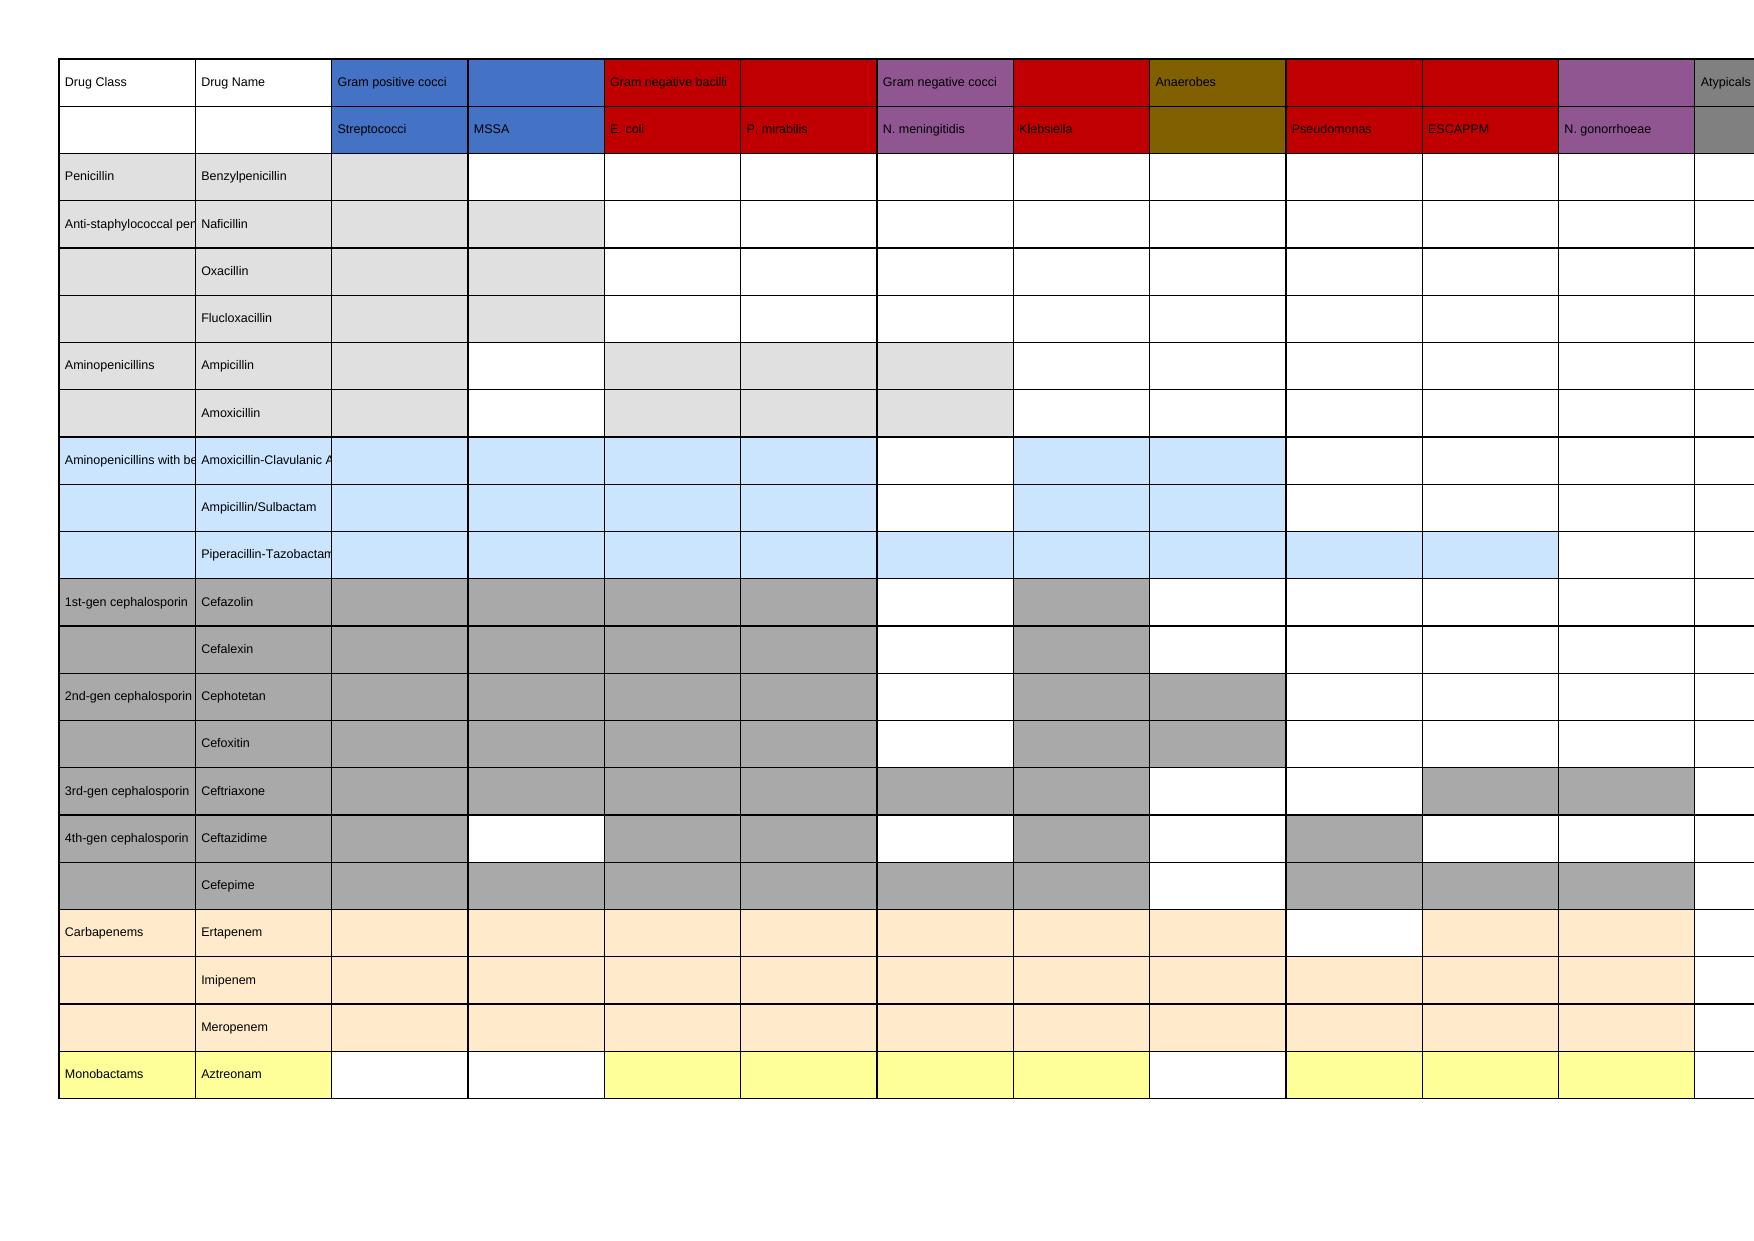 Drug Class Drug Name Gram positive cocci Gram negative bacilli Gram negative cocci Anaerobes Atypicals
Streptococci MSSA E. coli P. mirabilis N. meningitidis Klebsiella Pseudomonas ESCAPPM N. gonorrhoeae
Penicillin Benzylpenicillin
Anti-staphylococcal pen Naficillin
Oxacillin
Flucloxacillin
Aminopenicillins Ampicillin
Amoxicillin
Aminopenicillins with be Amoxicillin-Clavulanic A
Ampicillin/Sulbactam
Piperacillin-Tazobactam
1st-gen cephalosporin Cefazolin
Cefalexin
2nd-gen cephalosporin Cephotetan
Cefoxitin
3rd-gen cephalosporin Ceftriaxone
4th-gen cephalosporin Ceftazidime
Cefepime
Carbapenems Ertapenem
Imipenem
Meropenem
Monobactams Aztreonam